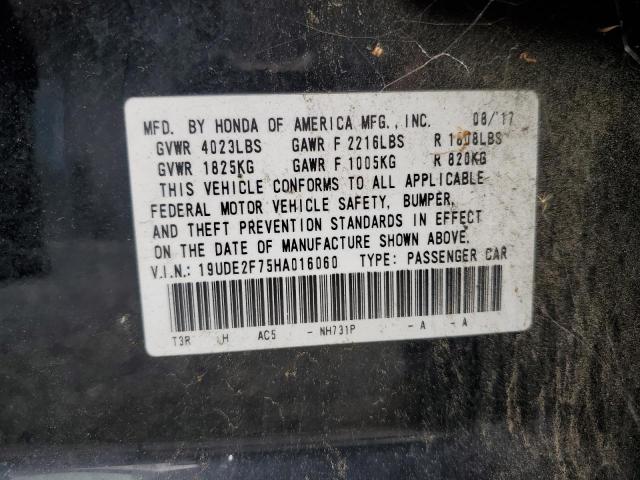 MFD. BY HONDA OF AMERICA MFG., INC. 08/17
GVWR 4023LBS GAWR F 2216LBS R 1808LBS
GVWR 1825KG GAWR F 1005KG R 820KG
THIS VEHICLE CONFORMS TO ALL APPLICABLE
FEDERAL MOTOR VEHICLE SAFETY, BUMPER,
AND THEFT PREVENTION STANDARDS IN EFFECT
ON THE DATE OF MANUFACTURE SHOWN ABOVE.
V.I.N.: 19UDE2F75HA016060 TYPE: PASSENGER CAR
T3R H AC5 - NH731P - A - A